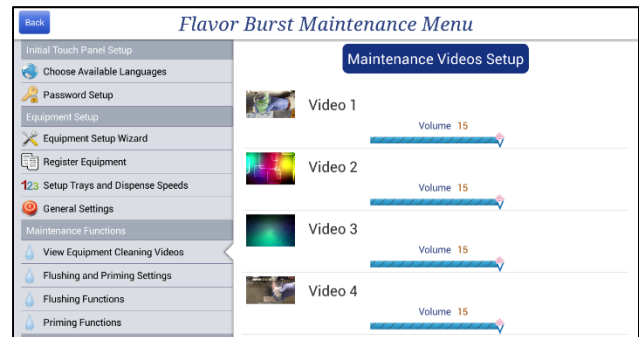 Back
Flavor Burst Maintenance Menu
Initial Touch Panel Setup
Choose Available Languages
Password Setup
Equipment Setup
Equipment Setup Wizard
Register Equipment
123 Setup Trays and Dispense Speeds
General Settings
Maintenance Functions
View Equipment Cleaning Videos
Flushing and Priming Settings
Flushing Functions
Priming Functions
Maintenance Videos Setup
Video 1
Volume 15
Video 2
Volume 15
Video 3
Volume 15
Video 4
Volume 15